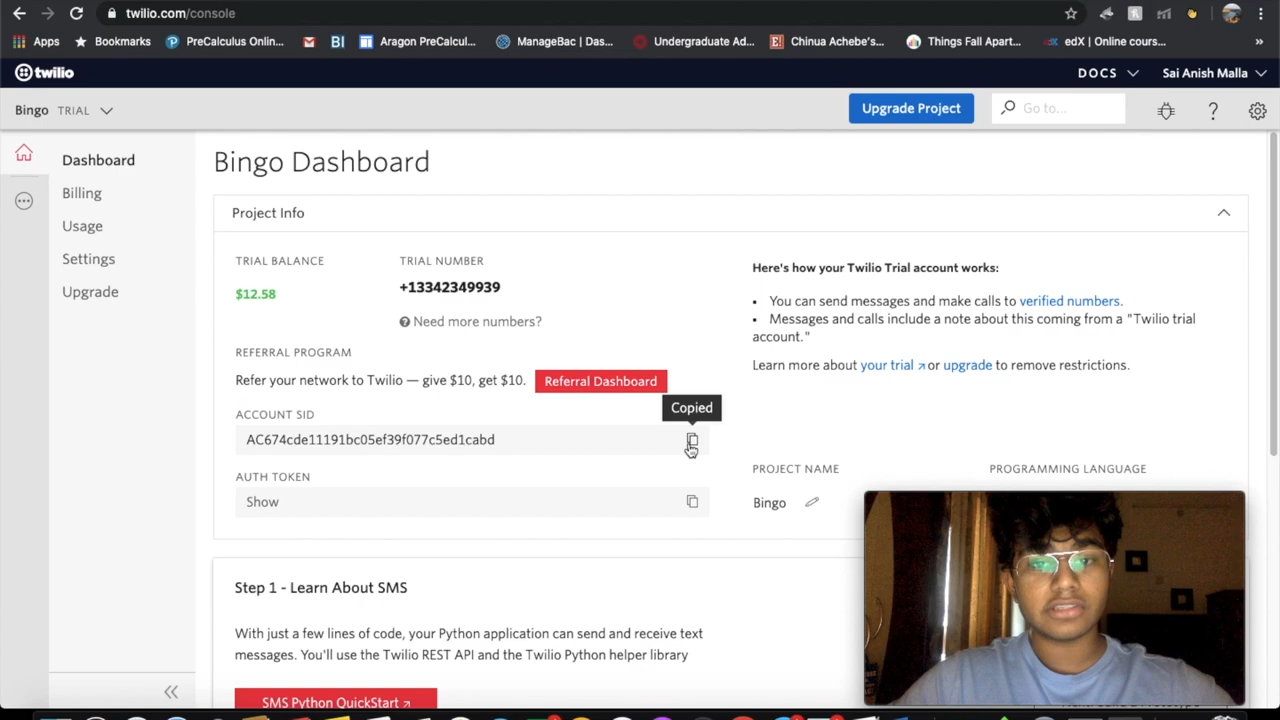 twilio.com/console
Apps Bookmarks PreCalculus Onlin... BI Aragon PreCalcul... ManageBac | Das... Undergraduate Ad... Chinua Achebe's... Things Fall Apart... edX | Online cours... »
twilio DOCS Sai Anish Malla
Bingo TRIAL Upgrade Project Go to...
Dashboard
Billing
Usage
Settings
Upgrade
Bingo Dashboard
Project Info
TRIAL BALANCE TRIAL NUMBER
$12.58 +13342349939
Need more numbers?
REFERRAL PROGRAM
Refer your network to Twilio — give $10, get $10. Referral Dashboard
Copied
ACCOUNT SID
AC674cde11191bc05ef39f077c5ed1cabd
AUTH TOKEN
Show
Here's how your Twilio Trial account works:
• You can send messages and make calls to verified numbers.
• Messages and calls include a note about this coming from a "Twilio trial
account."
Learn more about your trial ↗ or upgrade to remove restrictions.
PROJECT NAME PROGRAMMING LANGUAGE
Bingo
Step 1 - Learn About SMS
With just a few lines of code, your Python application can send and receive text
messages. You'll use the Twilio REST API and the Twilio Python helper library
SMS Python QuickStart ↗